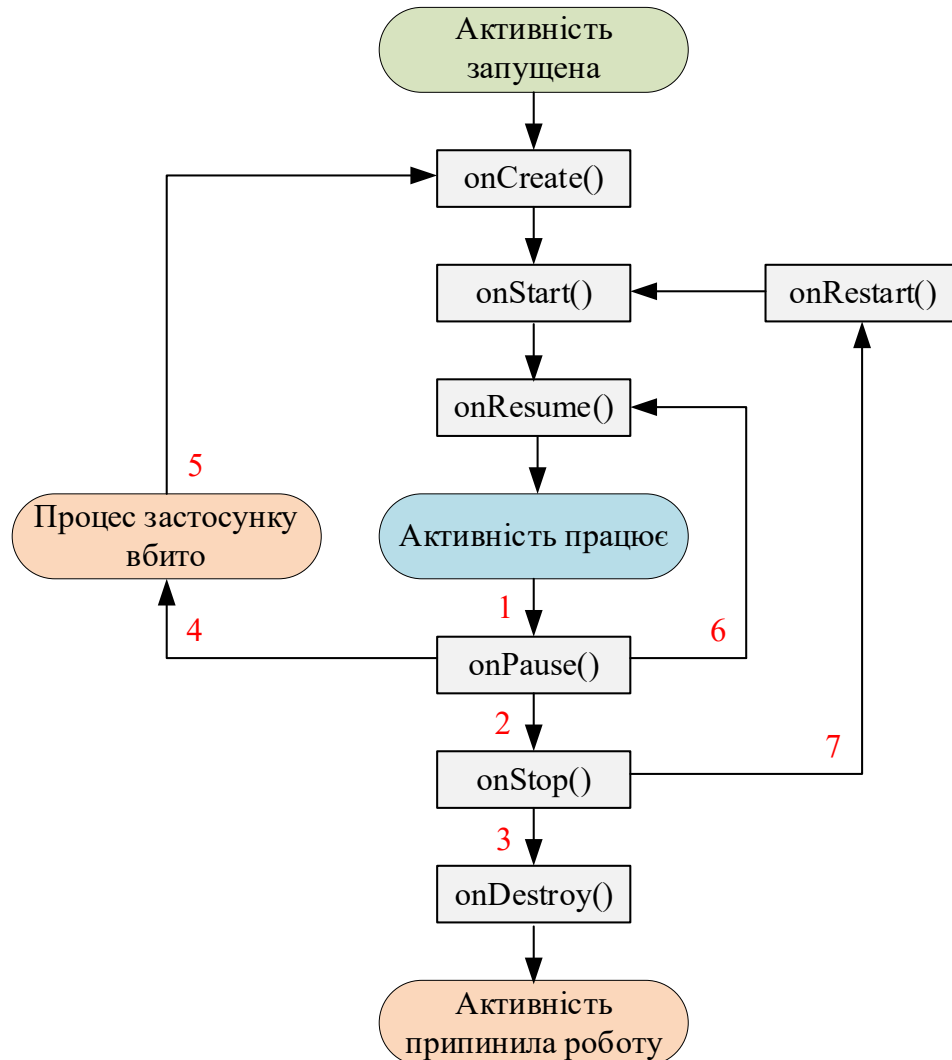 Активність
запущена
onCreate()
onStart()
onRestart()
onResume()
5
Процес застосунку
вбито
Активність працює
1
4
6
onPause()
2
7
onStop()
3
onDestroy()
Активність
припинила роботу